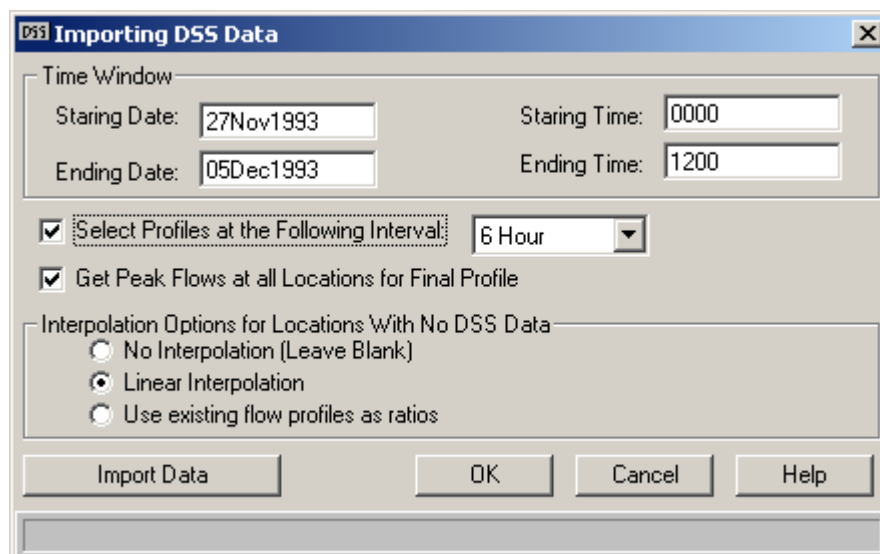 DSS Importing DSS Data
Time Window
Staring Date: 27Nov1993 Staring Time: 0000
Ending Date: 05Dec1993 Ending Time: 1200
Select Profiles at the Following Interval: 6 Hour
Get Peak Flows at all Locations for Final Profile
Interpolation Options for Locations With No DSS Data
No Interpolation (Leave Blank)
Linear Interpolation
Use existing flow profiles as ratios
Import Data OK Cancel Help